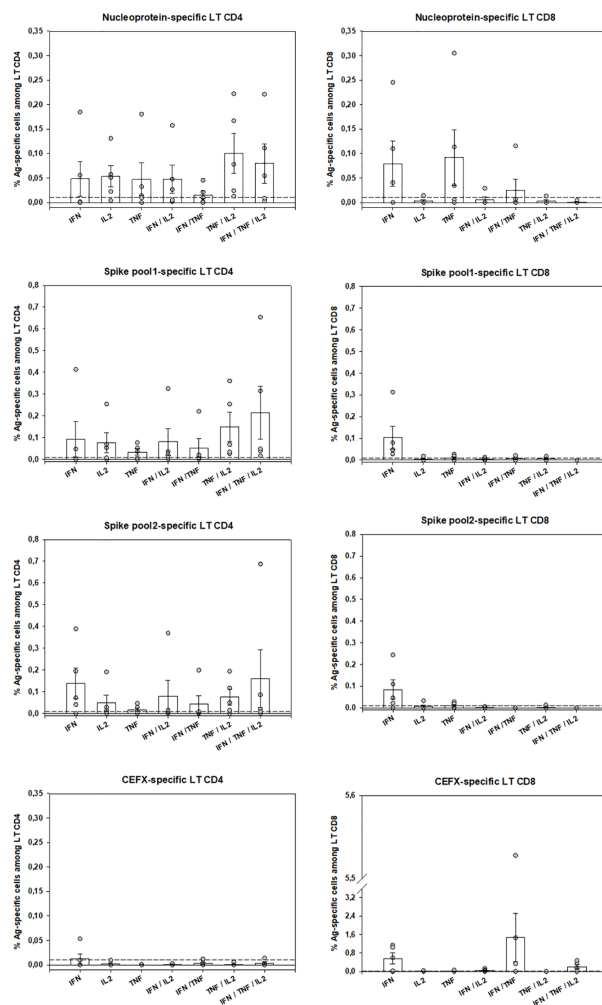 Nucleoprotein-specific LT CD4
% Ag-specific cells among LT CD4
0,35
0,30
0,25
0,20
0,15
0,10
0,05
0,00
IFN
IL2
TNF
IFN / IL2
IFN /TNF
TNF / IL2
IFN / TNF / IL2
Nucleoprotein-specific LT CD8
% Ag-specific cells among LT CD8
0,35
0,30
0,25
0,20
0,15
0,10
0,05
0,00
IFN
IL2
TNF
IFN / IL2
IFN /TNF
TNF / IL2
IFN / TNF / IL2
Spike pool1-specific LT CD4
% Ag-specific cells among LT CD4
0,8
0,7
0,6
0,5
0,4
0,3
0,2
0,1
0,0
IFN
IL2
TNF
IFN / IL2
IFN /TNF
TNF / IL2
IFN / TNF / IL2
Spike pool1-specific LT CD8
% Ag-specific cells among LT CD8
0,8
0,7
0,6
0,5
0,4
0,3
0,2
0,1
0,0
IFN
IL2
TNF
IFN / IL2
IFN /TNF
TNF / IL2
IFN / TNF / IL2
Spike pool2-specific LT CD4
% Ag-specific cells among LT CD4
0,8
0,7
0,6
0,5
0,4
0,3
0,2
0,1
0,0
IFN
IL2
TNF
IFN / IL2
IFN /TNF
TNF / IL2
IFN / TNF / IL2
Spike pool2-specific LT CD8
% Ag-specific cells among LT CD8
0.8
0.7
0.6
0.5
0.4
0.3
0.2
0.1
0.0
IFN
IL2
TNF
IFN / IL2
IFN /TNF
TNF / IL2
IFN / TNF / IL2
CEFX-specific LT CD4
% Ag-specific cells among LT CD4
0,35
0,30
0,25
0,20
0,15
0,10
0,05
0,00
IFN
IL2
TNF
IFN / IL2
IFN /TNF
TNF / IL2
IFN / TNF / IL2
CEFX-specific LT CD8
% Ag-specific cells among LT CD8
5,6
5,5
3,2
2,4
1,6
0,8
0,0
IFN
IL2
TNF
IFN / IL2
IFN /TNF
TNF / IL2
IFN / TNF / IL2